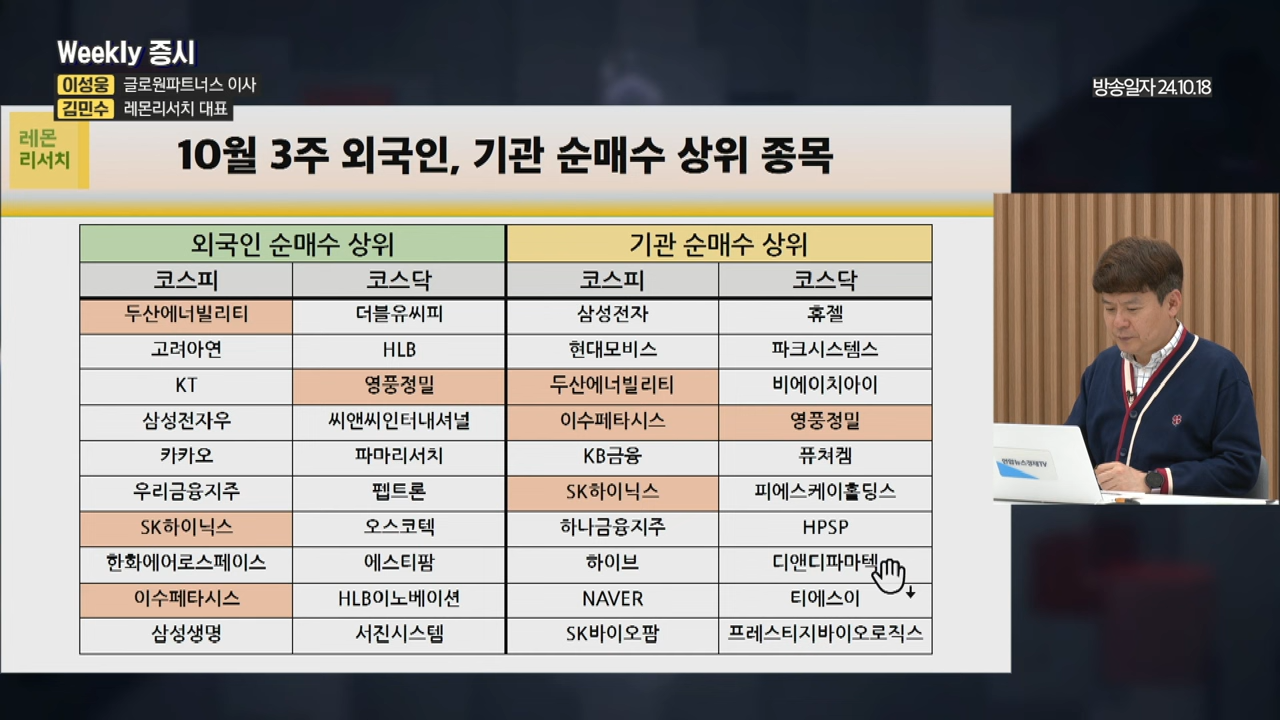 Weekly 증시
이성웅 글로원파트너스 이사
김민수 레몬리서치 대표
방송일자 24.10.18
레몬
리서치
10월 3주 외국인, 기관 순매수 상위 종목
외국인 순매수 상위 기관 순매수 상위
코스피 코스닥 코스피 코스닥
두산에너빌리티 더블유씨피 삼성전자 휴젤
고려아연 HLB 현대모비스 파크시스템스
KT 영풍정밀 두산에너빌리티 비에이치아이
삼성전자우 씨앤씨인터내셔널 이수페타시스 영풍정밀
카카오 파마리서치 KB금융 퓨쳐켐
우리금융지주 펩트론 SK하이닉스 피에스케이홀딩스
SK하이닉스 오스코텍 하나금융지주 HPSP
한화에어로스페이스 에스티팜 하이브 디앤디파마텍
이수페타시스 HLB이노베이션 NAVER 티에스이
삼성생명 서진시스템 SK바이오팜 프레스티지바이오로직스
연합뉴스경제TV